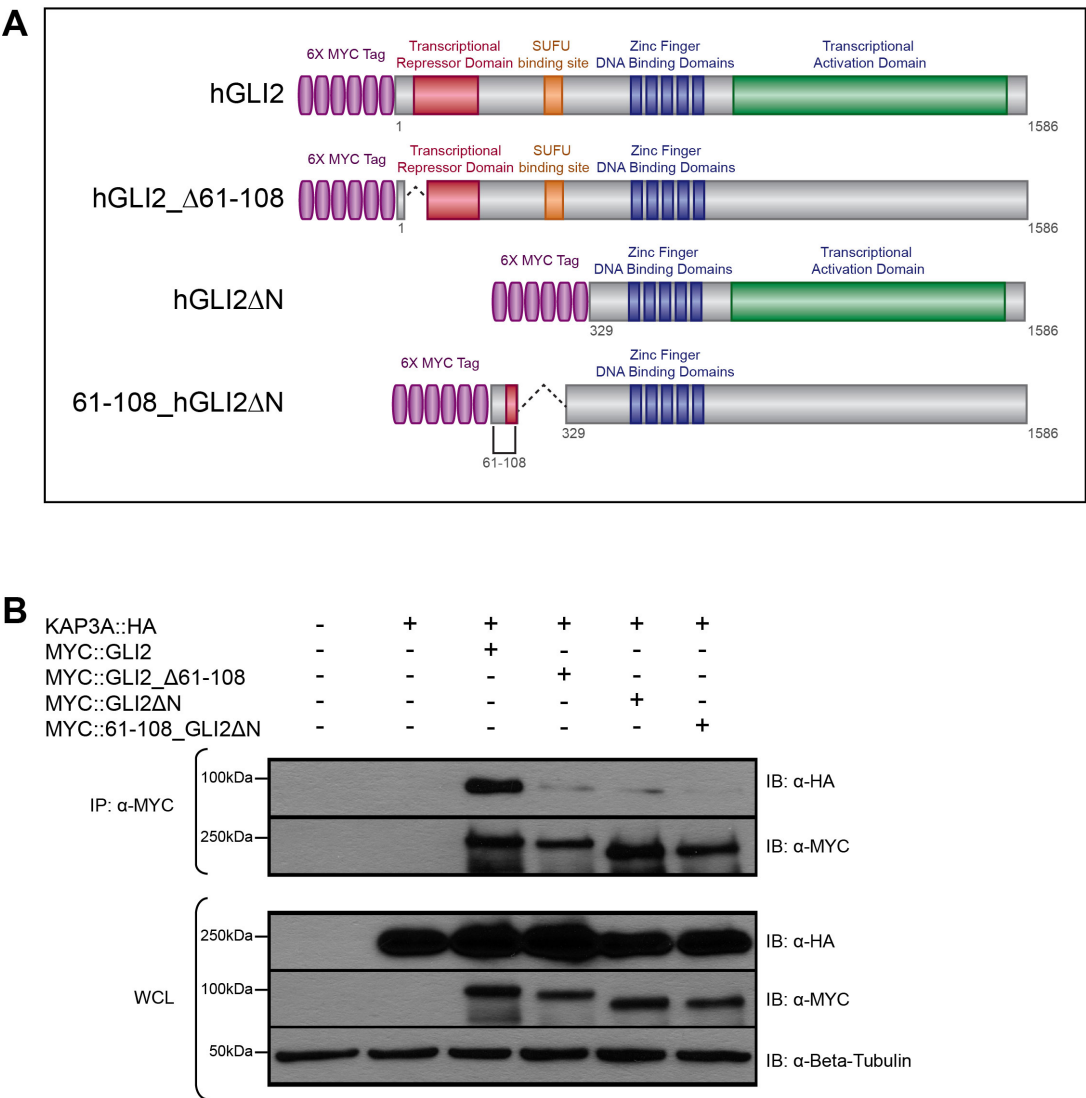 A
6X MYC Tag Transcriptional Repressor Domain SUFU binding site Zinc Finger DNA Binding Domains Transcriptional Activation Domain
hGLI2
1 1586
6X MYC Tag Transcriptional Repressor Domain SUFU binding site Zinc Finger DNA Binding Domains
hGLI2_Δ61-108
1 1586
6X MYC Tag Zinc Finger DNA Binding Domains Transcriptional Activation Domain
hGLI2ΔN
329 1586
6X MYC Tag Zinc Finger DNA Binding Domains
61-108_hGLI2ΔN
329 1586
61-108
B
KAP3A::HA - + + + + +
MYC::GLI2 - - + - - -
MYC::GLI2_Δ61-108 - - - + - -
MYC::GLI2ΔN - - - - + -
MYC::61-108_GLI2ΔN - - - - - +
IP: α-MYC
100kDa IB: α-HA
250kDa IB: α-MYC
WCL
250kDa IB: α-HA
100kDa IB: α-MYC
50kDa IB: α-Beta-Tubulin